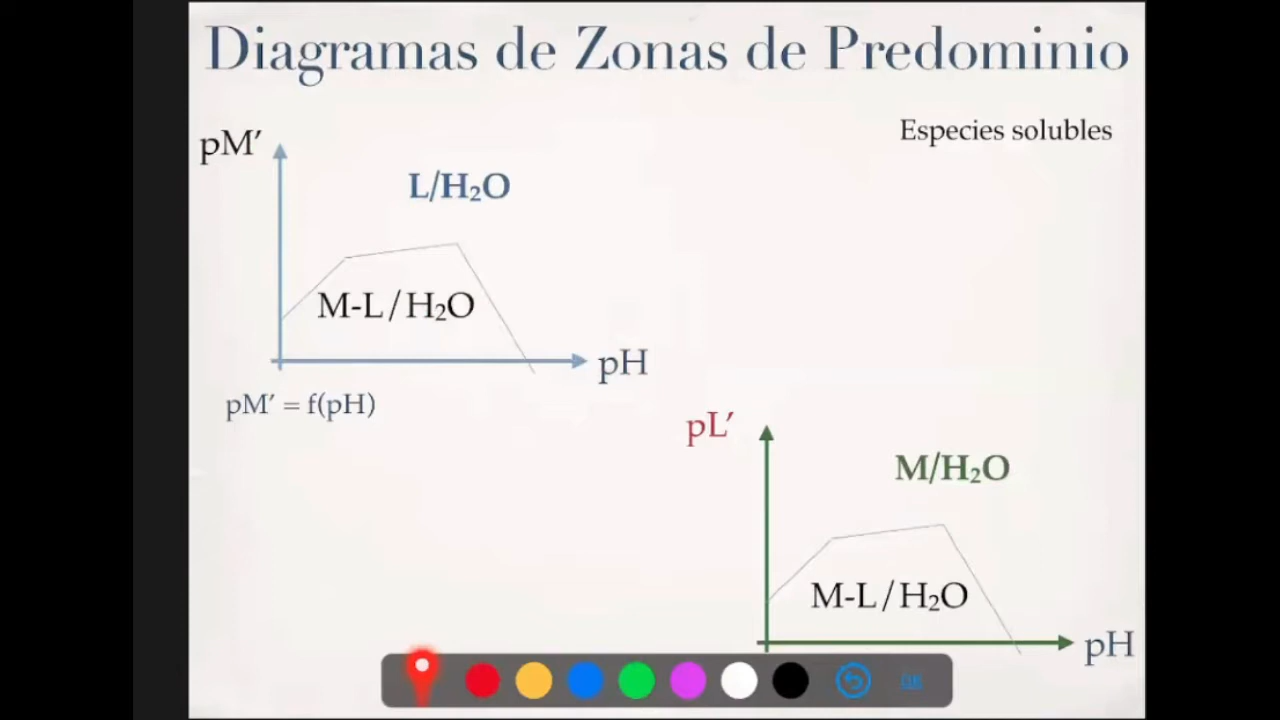 Diagramas de Zonas de Predominio
Especies solubles
pM′
L/H₂O
M-L/H₂O
pH
pM′ = f(pH)
pL′
M/H₂O
M-L/H₂O
pH